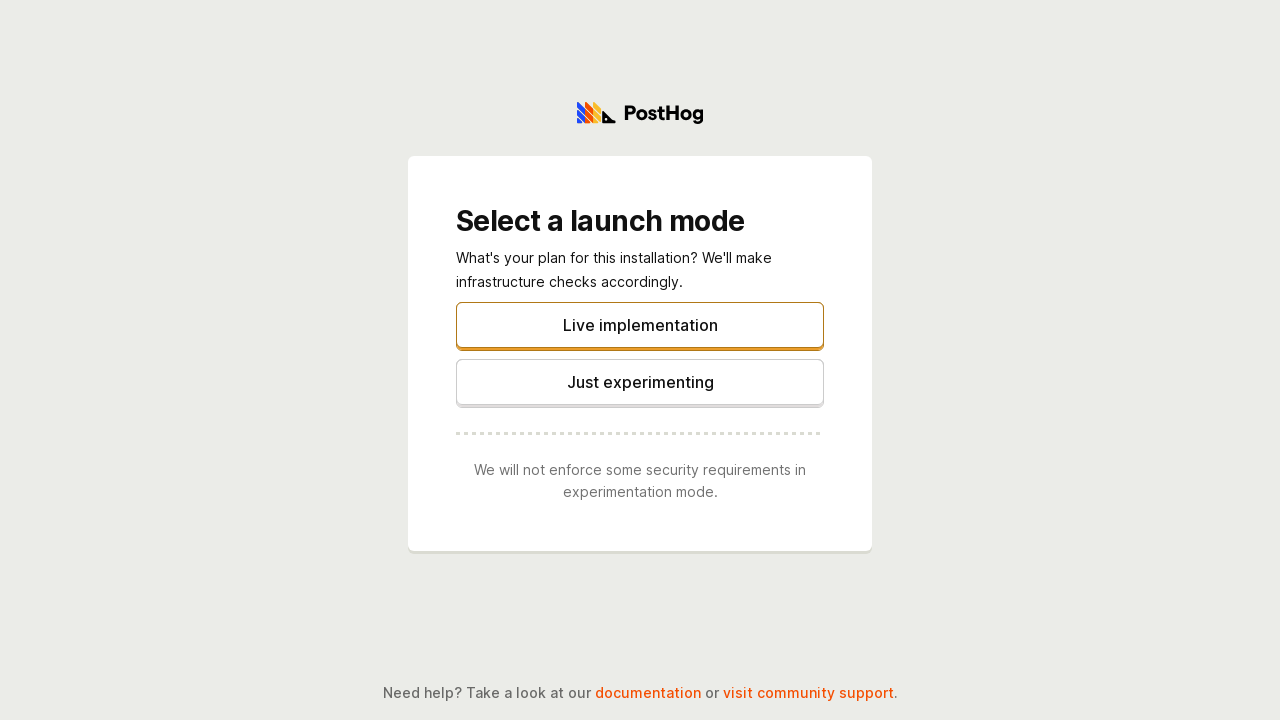 PostHog
Select a launch mode
What's your plan for this installation? We'll make
infrastructure checks accordingly.
Live implementation
Just experimenting
We will not enforce some security requirements in
experimentation mode.
Need help? Take a look at our documentation or visit community support.